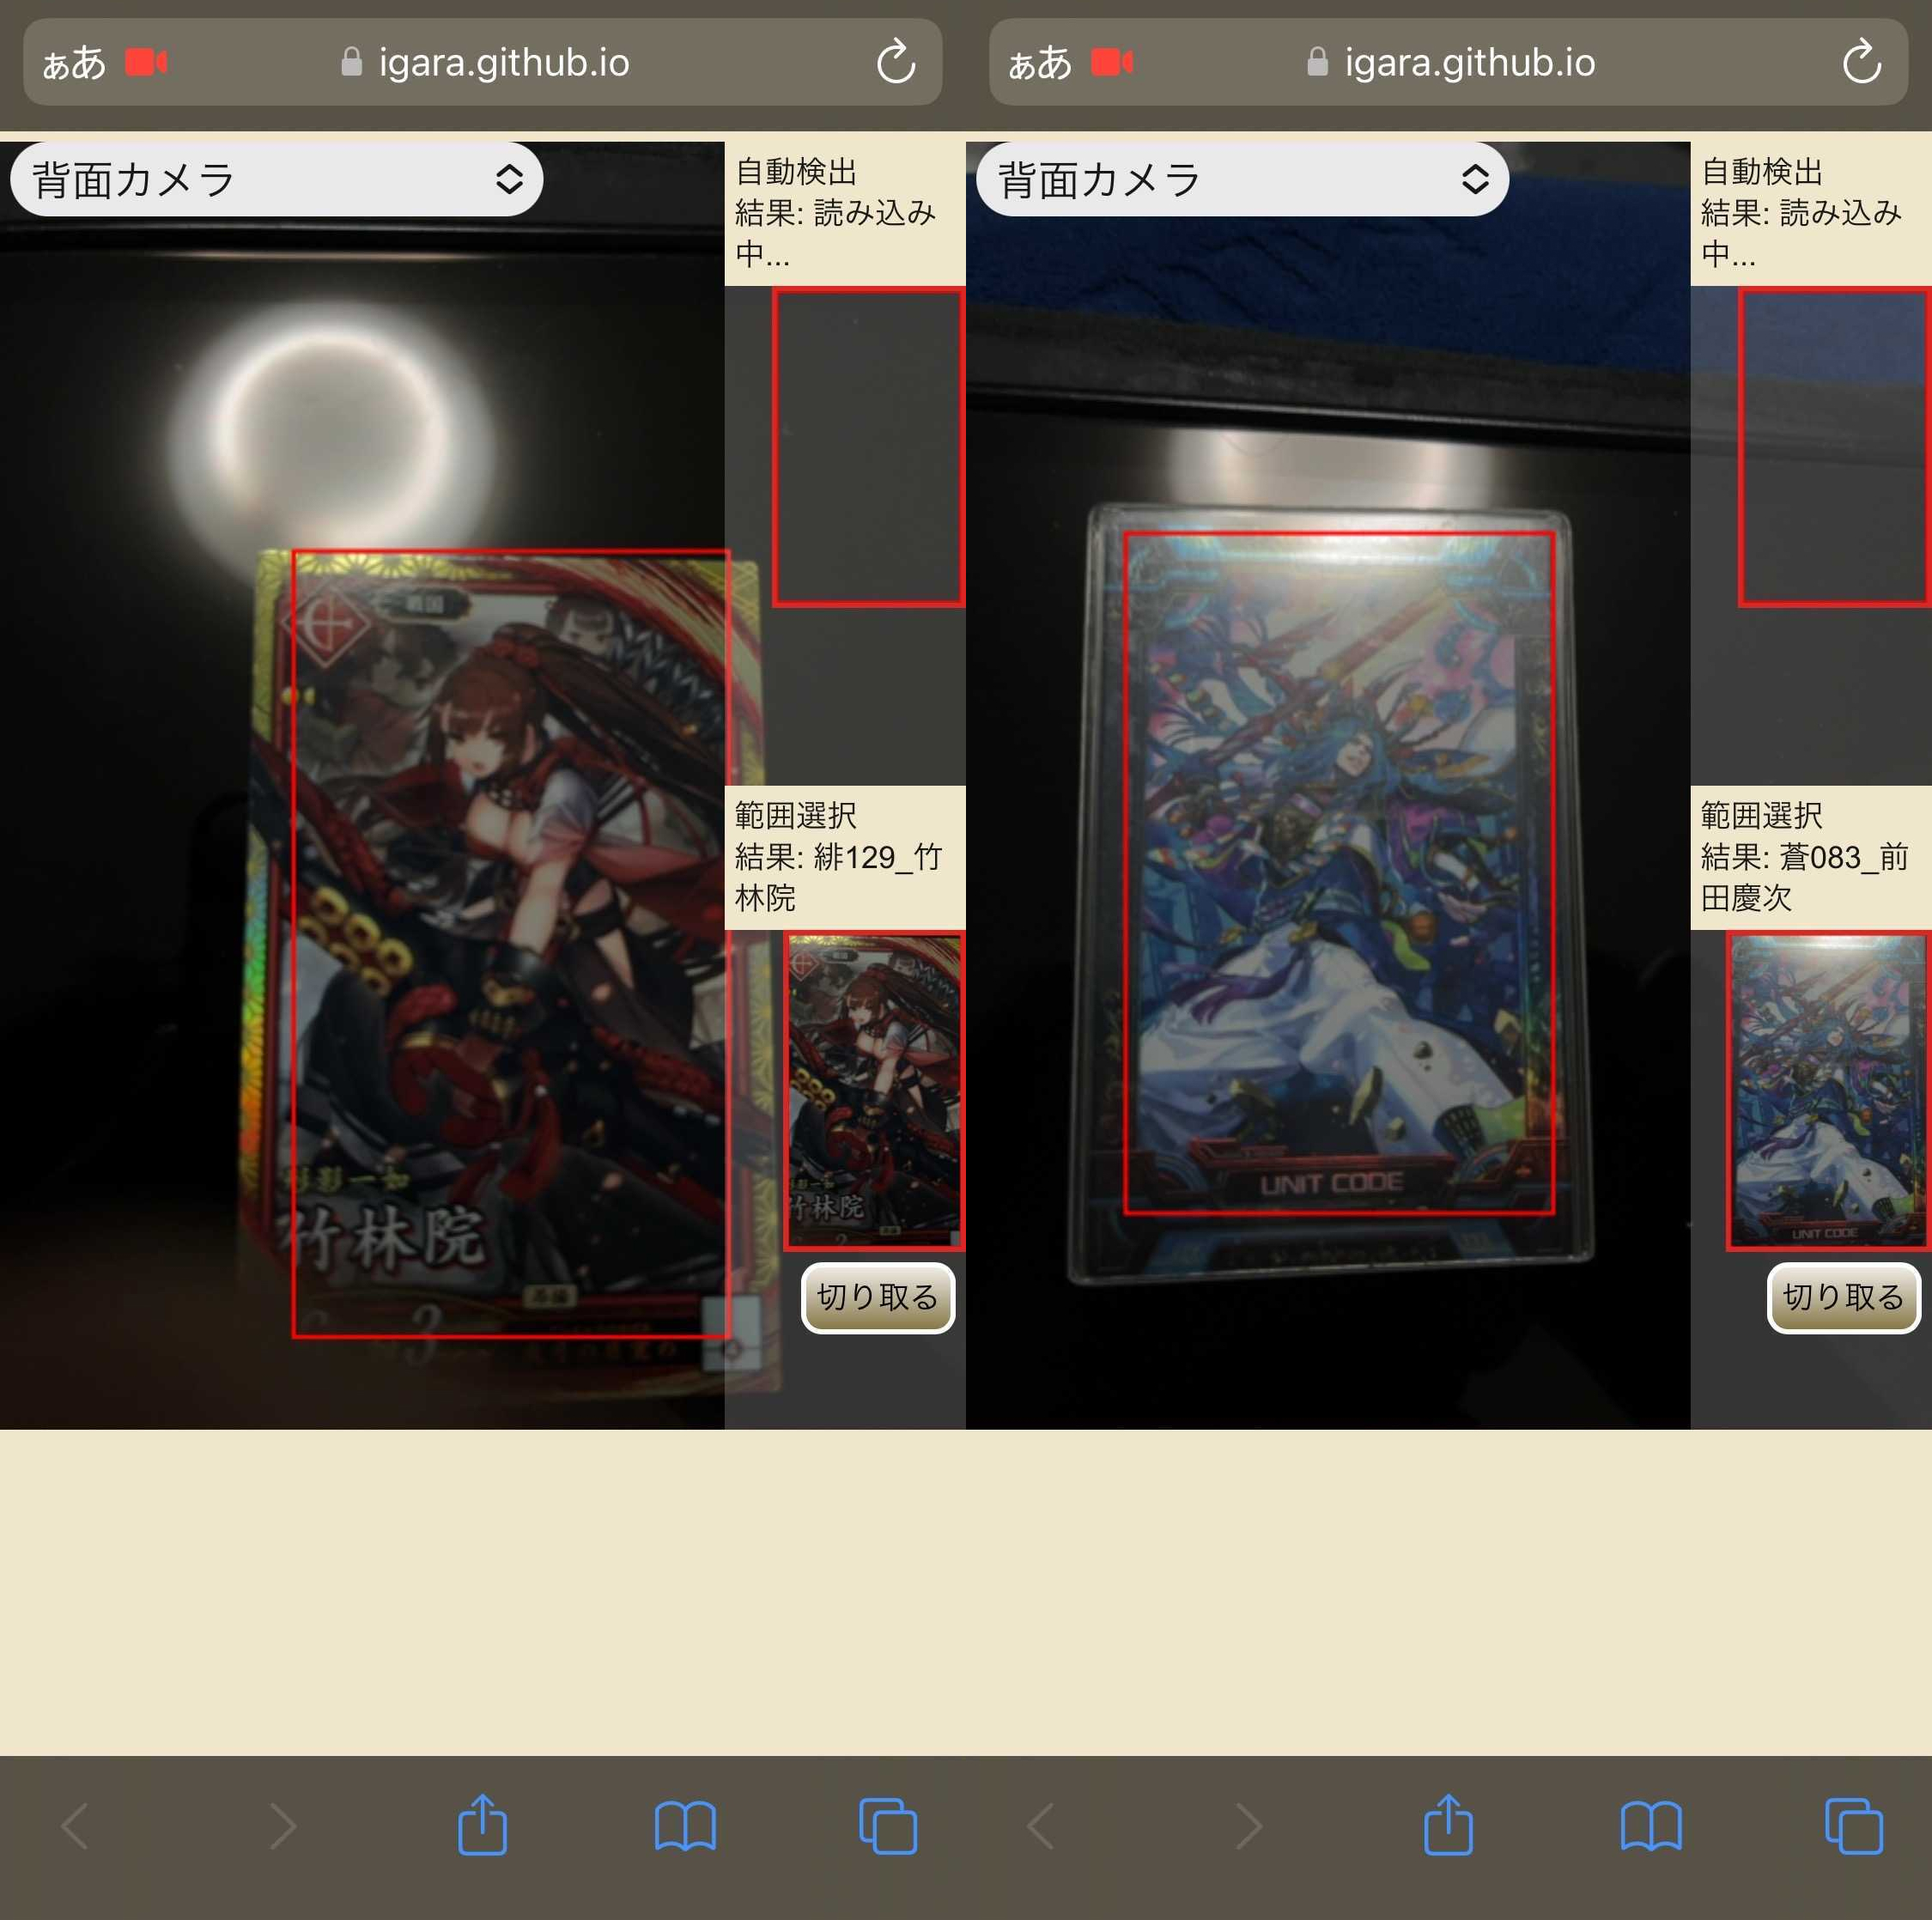 ぁあ
igara.github.io
背面カメラ
自動検出
結果: 読み込み
中...
戦国
竹林院
3
範囲選択
結果: 緋129_竹
林院
竹林院
切り取る
ぁあ
igara.github.io
背面カメラ
自動検出
結果: 読み込み
中...
UNIT CODE
範囲選択
結果: 蒼083_前
田慶次
UNIT CODE
切り取る